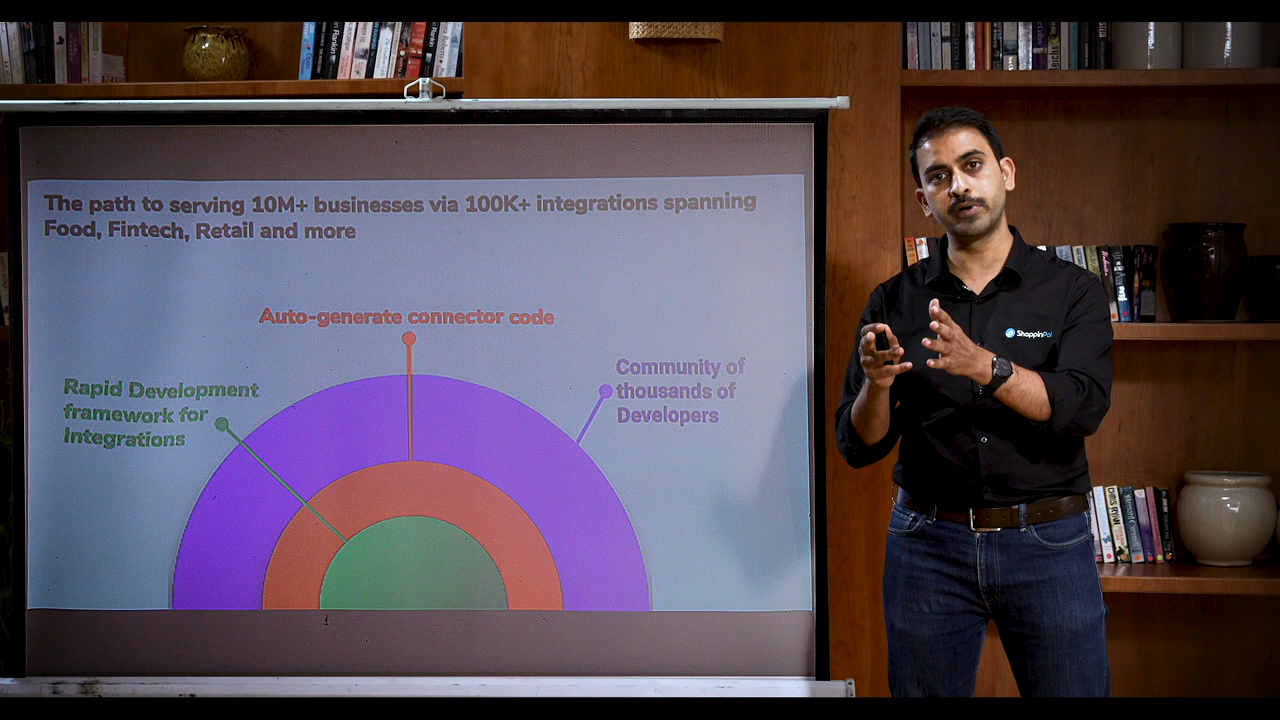 The path to serving 10M+ businesses via 100K+ integrations spanning
Food, Fintech, Retail and more
Auto-generate connector code
Rapid Development
framework for
Integrations
Community of
thousands of
Developers
ShoppinPal